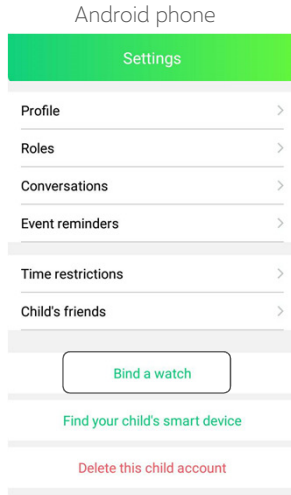 Android phone
Settings
Profile
Roles
Conversations
Event reminders
Time restrictions
Child's friends
Bind a watch
Find your child's smart device
Delete this child account